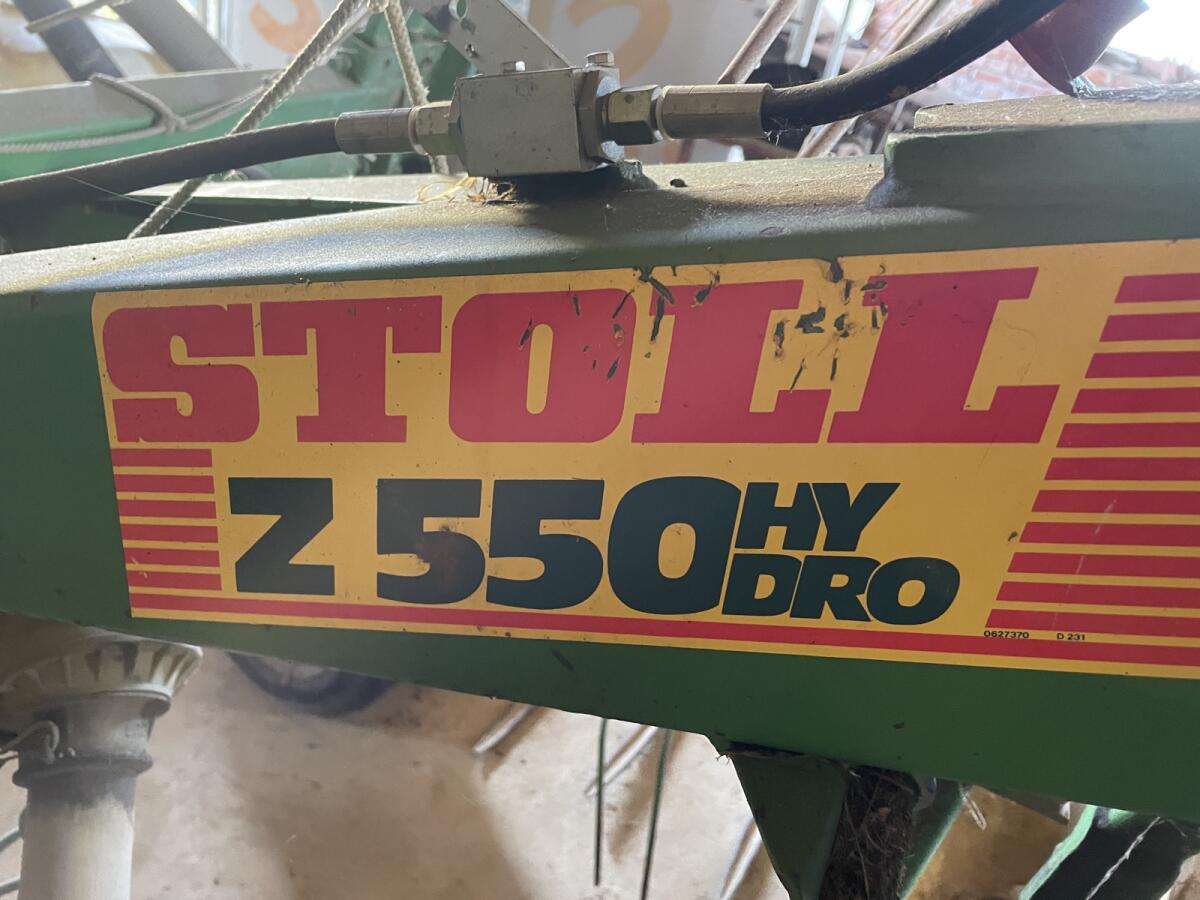 STOLL
Z 550 HY
DRO
0627370 D 231